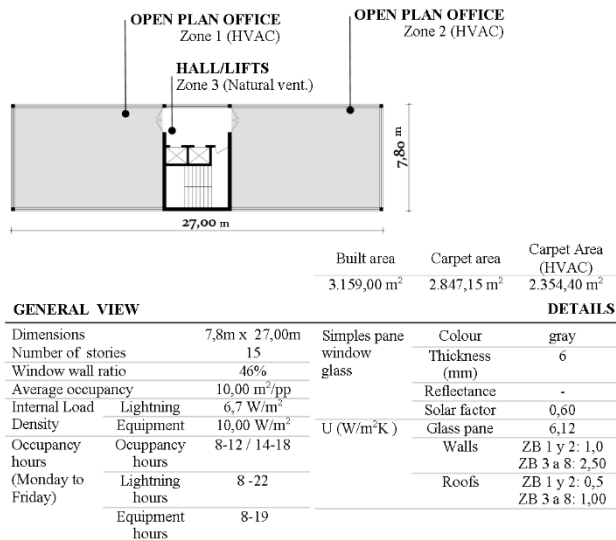 OPEN PLAN OFFICE
Zone 1 (HVAC)
OPEN PLAN OFFICE
Zone 2 (HVAC)
HALL/LIFTS
Zone 3 (Natural vent.)
7,80 m
27,00 m
Built area Carpet area Carpet Area (HVAC)
3.159,00 m² 2.847,15 m² 2.354,40 m²
GENERAL VIEW
Dimensions 7,8m x 27,00m
Number of stories 15
Window wall ratio 46%
Average occupancy 10,00 m²/pp
Internal Load Density Lightning 6,7 W/m²
Equipment 10,00 W/m²
Occupancy hours (Monday to Friday) Ocuppancy hours 8-12 / 14-18
Lightning hours 8 -22
Equipment hours 8-19
DETAILS
Simples pane window glass Colour gray
Thickness (mm) 6
Reflectance -
Solar factor 0,60
U (W/m²K ) Glass pane 6,12
Walls ZB 1 y 2: 1,0
ZB 3 a 8: 2,50
Roofs ZB 1 y 2: 0,5
ZB 3 a 8: 1,00